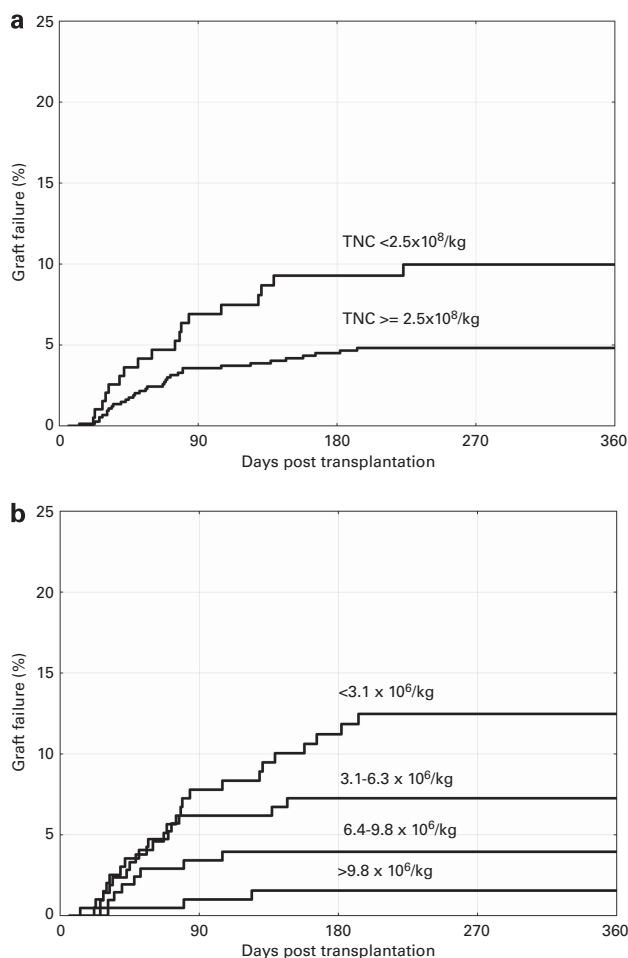 a
25
20
15
10
5
0
Graft failure (%)
TNC <2.5x10⁸/kg
TNC >= 2.5x10⁸/kg
0 90 180 270 360
Days post transplantation
b
25
20
15
10
5
0
Graft failure (%)
<3.1 x 10⁶/kg
3.1-6.3 x 10⁶/kg
6.4-9.8 x 10⁶/kg
>9.8 x 10⁶/kg
0 90 180 270 360
Days post transplantation